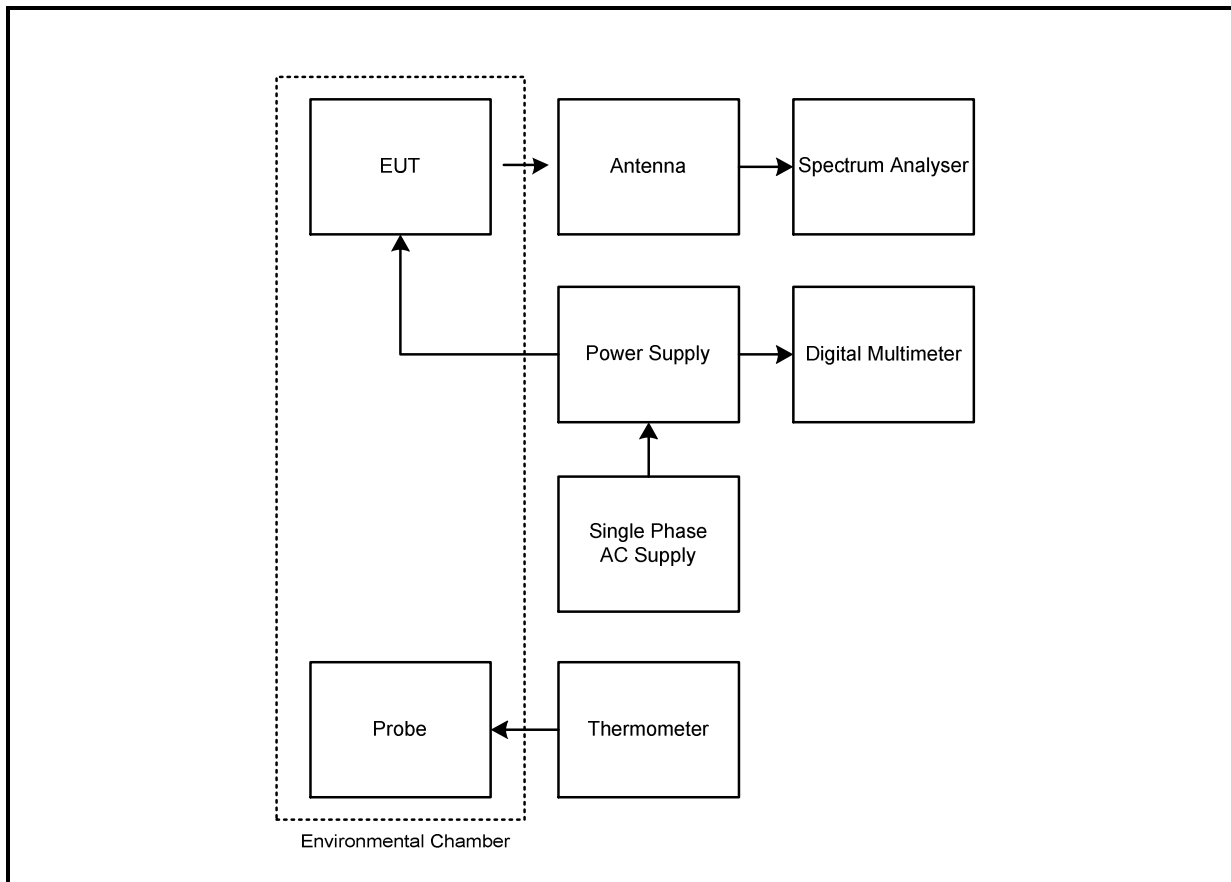 EUT
Antenna
Spectrum Analyser
Power Supply
Digital Multimeter
Single Phase
AC Supply
Probe
Thermometer
Environmental Chamber